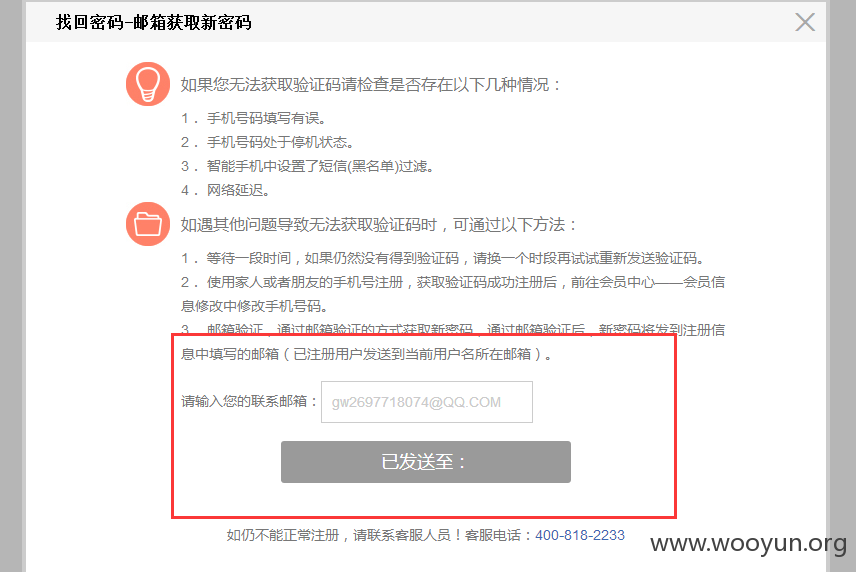 找回密码-邮箱获取新密码
如果您无法获取验证码请检查是否存在以下几种情况：
1． 手机号码填写有误。
2． 手机号码处于停机状态。
3． 智能手机中设置了短信(黑名单)过滤。
4． 网络延迟。
如遇其他问题导致无法获取验证码时，可通过以下方法：
1． 等待一段时间，如果仍然没有得到验证码，请换一个时段再试试重新发送验证码。
2． 使用家人或者朋友的手机号注册，获取验证码成功注册后，前往会员中心——会员信
息修改中修改手机号码。
3． 邮箱验证，通过邮箱验证的方式获取新密码，通过邮箱验证后，新密码将发到注册信
息中填写的邮箱（已注册用户发送到当前用户名所在邮箱）。
请输入您的联系邮箱：gw2697718074@QQ.COM
已发送至：
如仍不能正常注册，请联系客服人员！客服电话：400-818-2233
www.wooyun.org